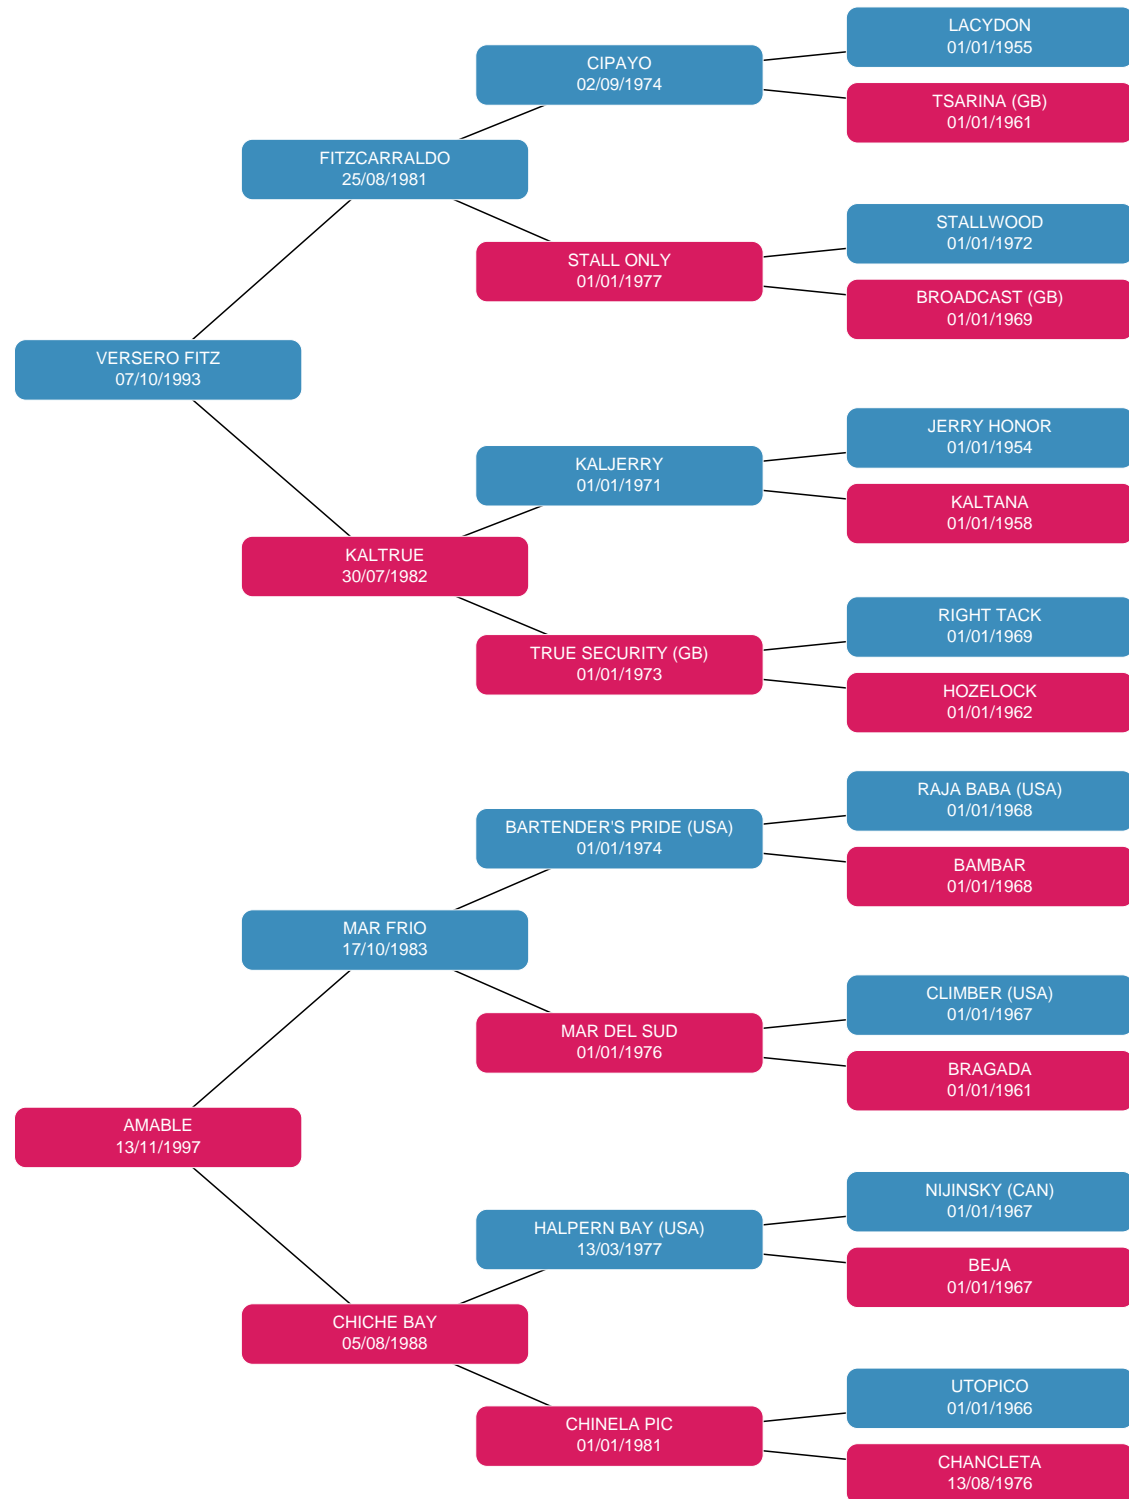 LACYDON
01/01/1955
CIPAYO
02/09/1974
TSARINA (GB)
01/01/1961
FITZCARRALDO
25/08/1981
STALLWOOD
01/01/1972
STALL ONLY
01/01/1977
BROADCAST (GB)
01/01/1969
VERSERO FITZ
07/10/1993
JERRY HONOR
01/01/1954
KALJERRY
01/01/1971
KALTANA
01/01/1958
KALTRUE
30/07/1982
RIGHT TACK
01/01/1969
TRUE SECURITY (GB)
01/01/1973
HOZELOCK
01/01/1962
RAJA BABA (USA)
01/01/1968
BARTENDER'S PRIDE (USA)
01/01/1974
BAMBAR
01/01/1968
MAR FRIO
17/10/1983
CLIMBER (USA)
01/01/1967
MAR DEL SUD
01/01/1976
BRAGADA
01/01/1961
AMABLE
13/11/1997
NIJINSKY (CAN)
01/01/1967
HALPERN BAY (USA)
13/03/1977
BEJA
01/01/1967
CHICHE BAY
05/08/1988
UTOPICO
01/01/1966
CHINELA PIC
01/01/1981
CHANCLETA
13/08/1976